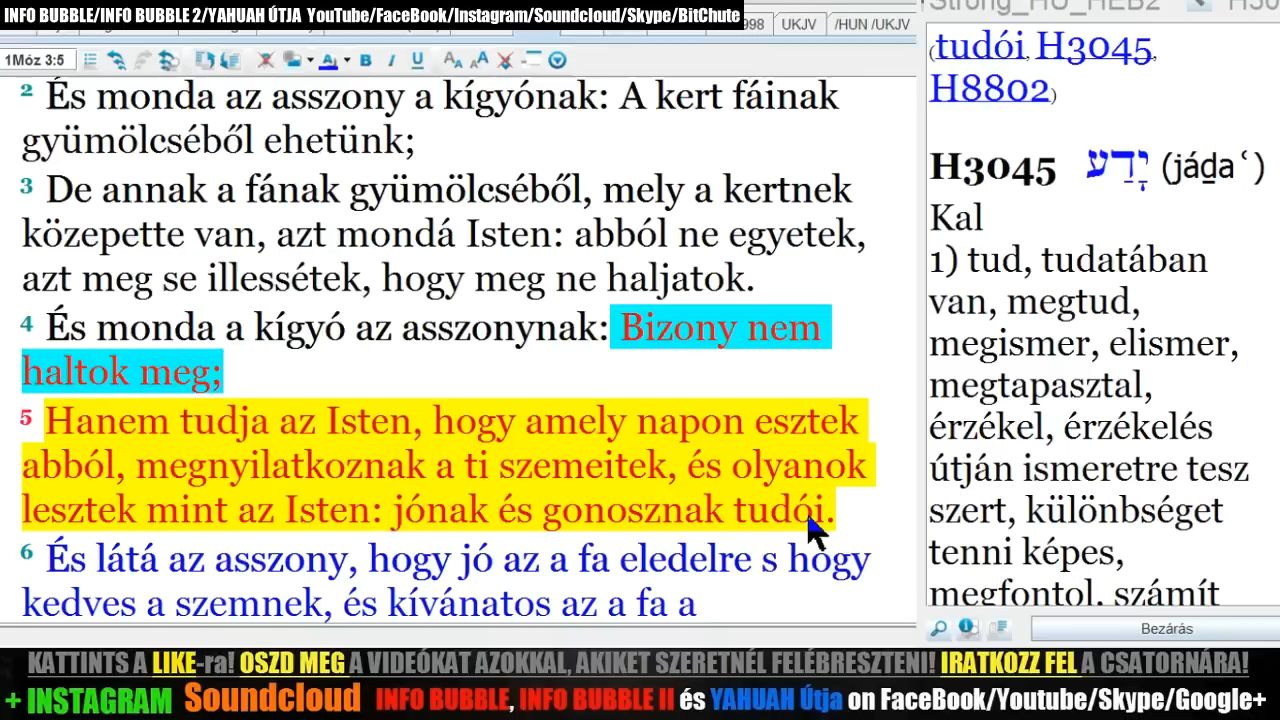 INFO BUBBLE/INFO BUBBLE 2/YAHUAH ÚTJA YouTube/FaceBook/Instagram/Soundcloud/Skype/BitChute
998 UKJV /HUN /UKJV
Strong_HU_HEB2
1Móz 3:5
2 És monda az asszony a kígyónak: A kert fáinak
gyümölcséből ehetünk;
3 De annak a fának gyümölcséből, mely a kertnek
közepette van, azt mondá Isten: abból ne egyetek,
azt meg se illessétek, hogy meg ne haljatok.
4 És monda a kígyó az asszonynak: Bizony nem
haltok meg;
5 Hanem tudja az Isten, hogy amely napon esztek
abból, megnyilatkoznak a ti szemeitek, és olyanok
lesztek mint az Isten: jónak és gonosznak tudói.
6 És látá az asszony, hogy jó az a fa eledelre s hogy
kedves a szemnek, és kívánatos az a fa a
(tudói, H3045,
H8802)
H3045 יָדַע (jáḏaʿ)
Kal
1) tud, tudatában
van, megtud,
megismer, elismer,
megtapasztal,
érzékel, érzékelés
útján ismeretre tesz
szert, különbséget
tenni képes,
megfontol, számít
Bezárás
KATTINTS A LIKE-ra! OSZD MEG A VIDEÓKAT AZOKKAL, AKIKET SZERETNÉL FELÉBRESZTENI! IRATKOZZ FEL A CSATORNÁRA!
+ INSTAGRAM Soundcloud INFO BUBBLE, INFO BUBBLE II és YAHUAH Útja on FaceBook/Youtube/Skype/Google+